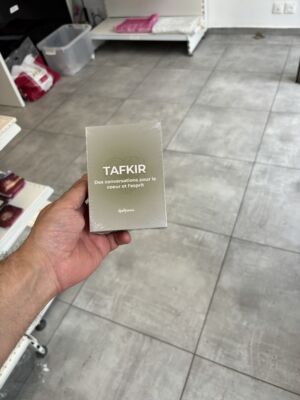 TAFKIR
Des conversations pour le
coeur et l'esprit